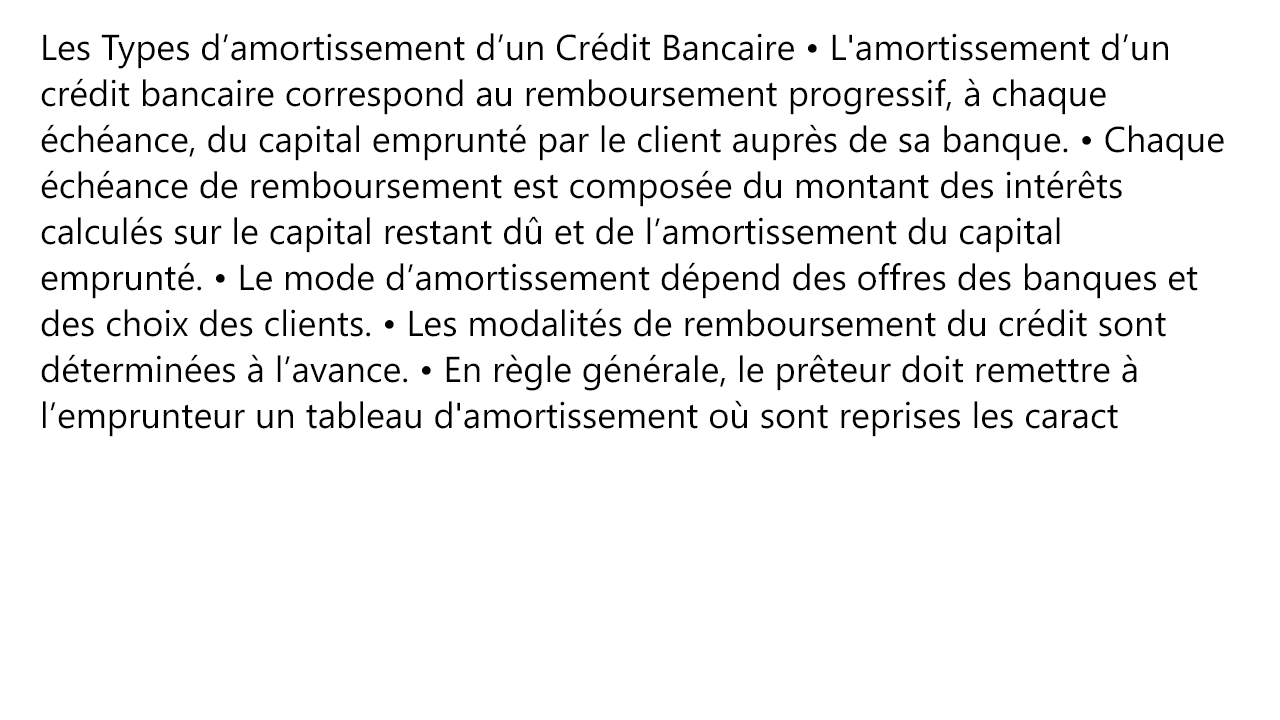 Les Types d’amortissement d’un Crédit Bancaire • L'amortissement d’un
crédit bancaire correspond au remboursement progressif, à chaque
échéance, du capital emprunté par le client auprès de sa banque. • Chaque
échéance de remboursement est composée du montant des intérêts
calculés sur le capital restant dû et de l’amortissement du capital
emprunté. • Le mode d’amortissement dépend des offres des banques et
des choix des clients. • Les modalités de remboursement du crédit sont
déterminées à l’avance. • En règle générale, le prêteur doit remettre à
l’emprunteur un tableau d'amortissement où sont reprises les caract